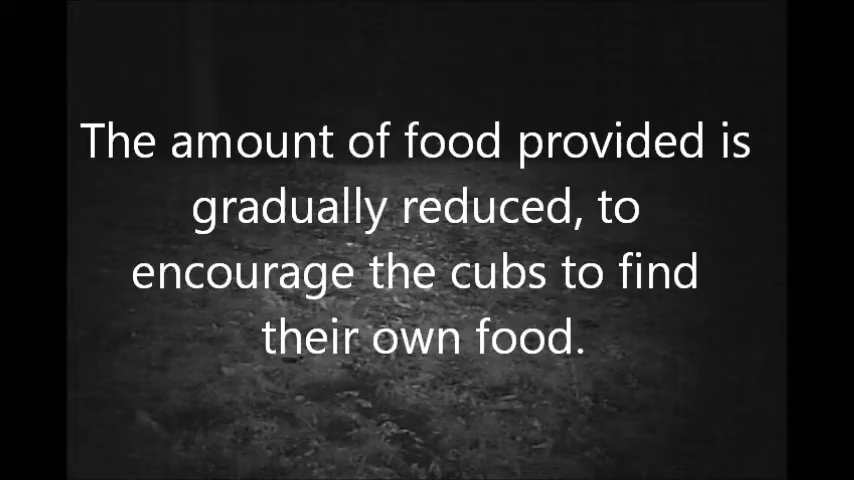 The amount of food provided is
gradually reduced, to
encourage the cubs to find
their own food.